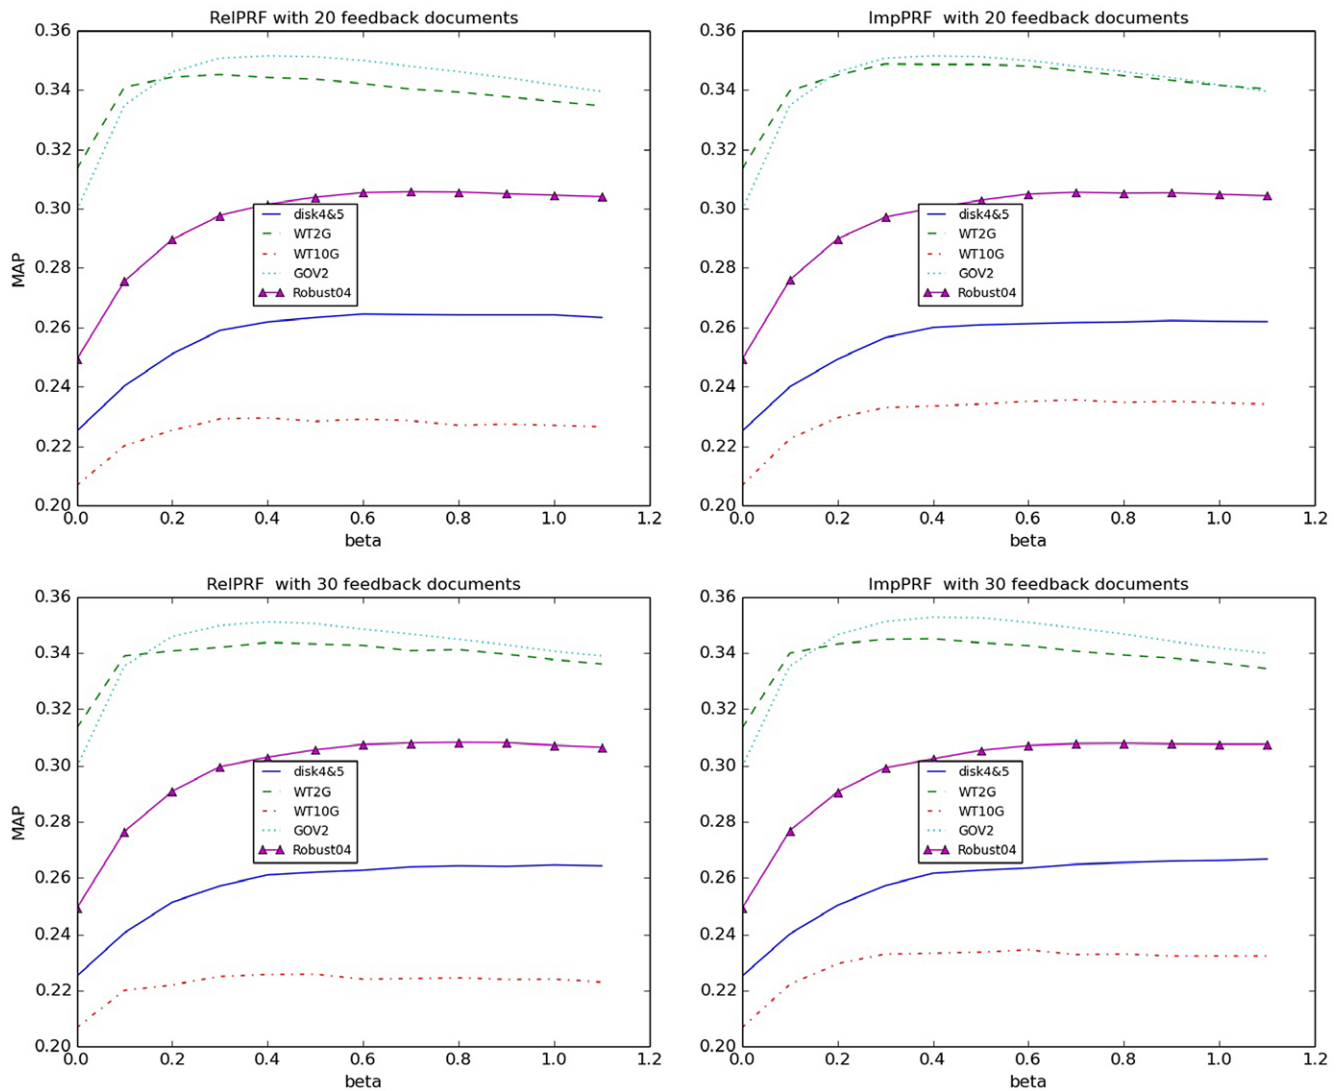 RelPRF with 20 feedback documents
0.36
0.34
0.32
0.30
0.28
0.26
0.24
0.22
0.20
MAP
disk4&5
WT2G
WT10G
GOV2
Robust04
0.0 0.2 0.4 0.6 0.8 1.0 1.2
beta
ImpPRF with 20 feedback documents
0.36
0.34
0.32
0.30
0.28
0.26
0.24
0.22
0.20
disk4&5
WT2G
WT10G
GOV2
Robust04
0.0 0.2 0.4 0.6 0.8 1.0 1.2
beta
RelPRF with 30 feedback documents
0.36
0.34
0.32
0.30
0.28
0.26
0.24
0.22
0.20
MAP
disk4&5
WT2G
WT10G
GOV2
Robust04
0.0 0.2 0.4 0.6 0.8 1.0 1.2
beta
ImpPRF with 30 feedback documents
0.36
0.34
0.32
0.30
0.28
0.26
0.24
0.22
0.20
disk4&5
WT2G
WT10G
GOV2
Robust04
0.0 0.2 0.4 0.6 0.8 1.0 1.2
beta